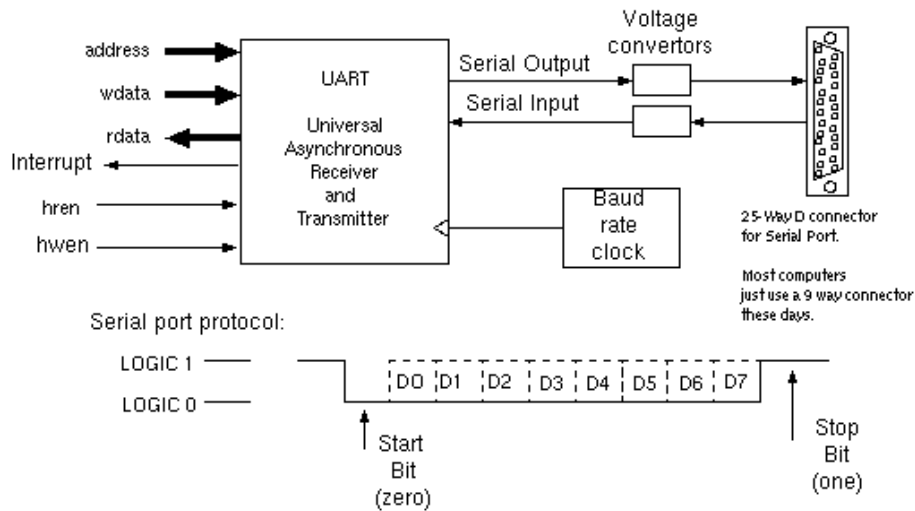 address
wdata
rdata
Interrupt
hren
hwen
UART
Universal
Asynchronous
Receiver
and
Transmitter
Serial Output
Serial Input
Voltage
convertors
Baud
rate
clock
25-Way D connector
for Serial Port.
Most computers
just use a 9 way connector
these days.
Serial port protocol:
LOGIC 1
LOGIC 0
D0 D1 D2 D3 D4 D5 D6 D7
Start
Bit
(zero)
Stop
Bit
(one)